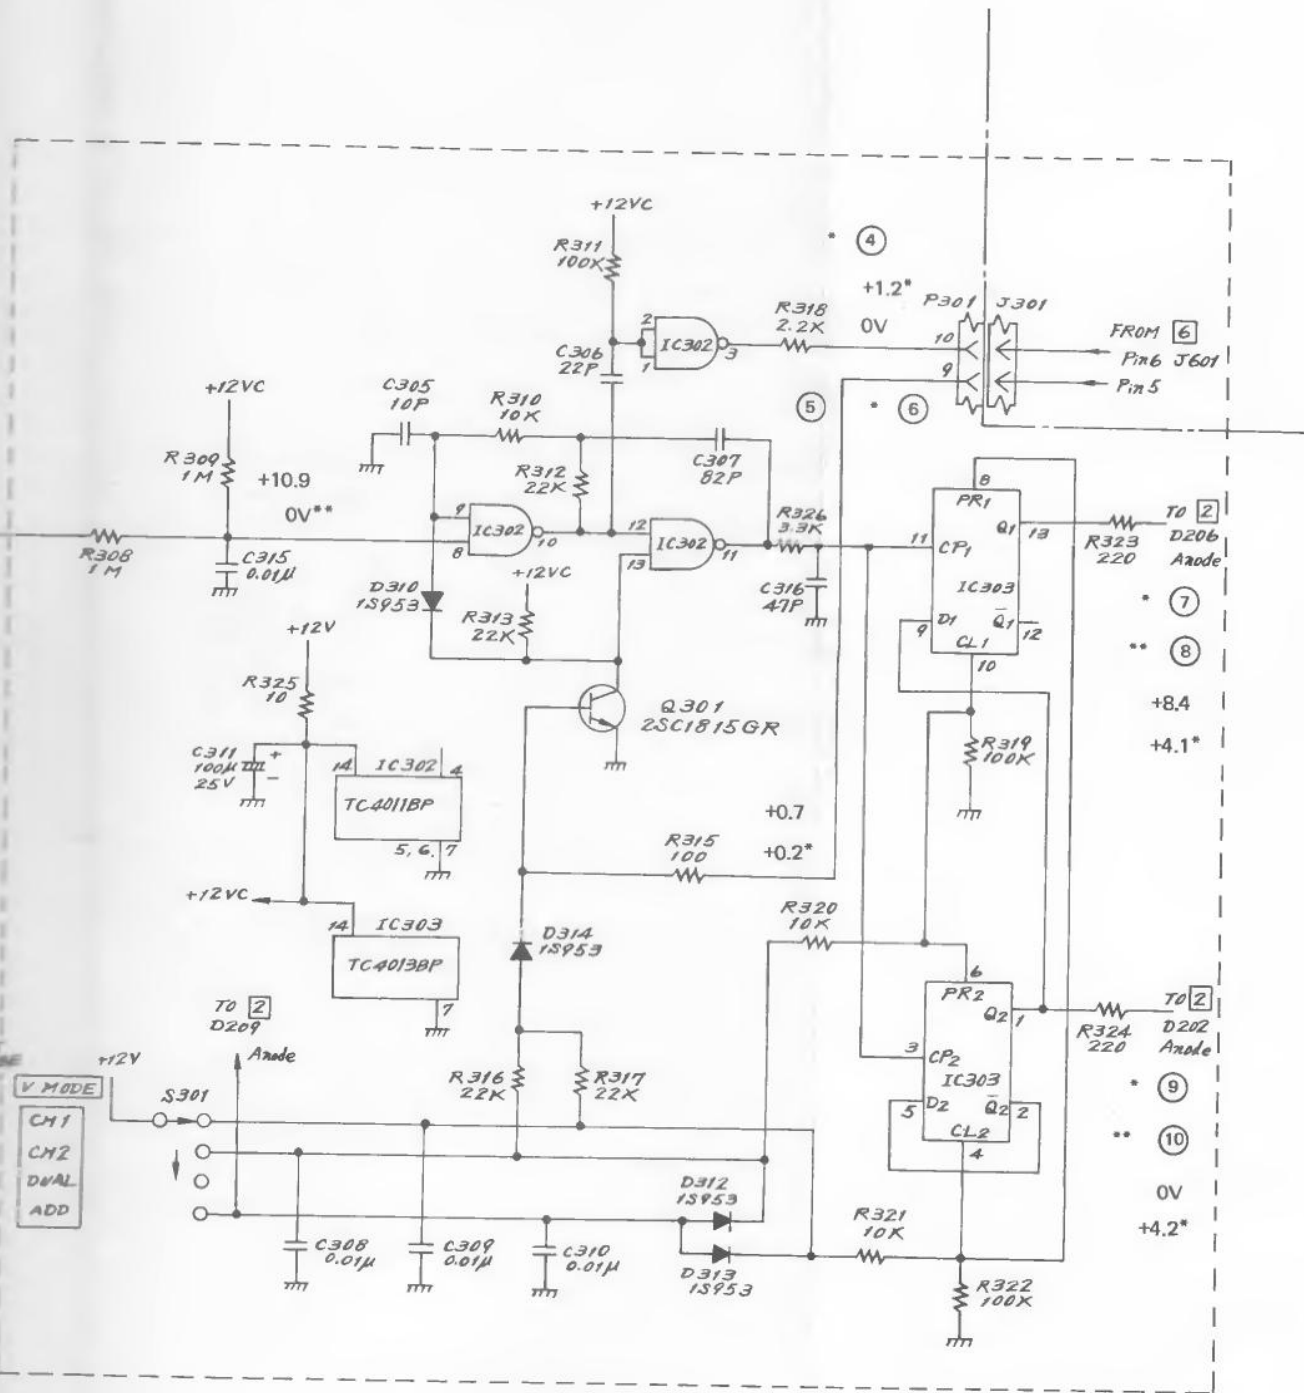 +12VC
R311
100K
* ④
+1.2*
0V
R318
2.2K
P301
J301
10
9
FROM 6
Pin6 J601
Pin5
2
1
IC302
3
C306
22P
C305
10P
+12VC
R310
10K
⑤
* ⑥
R309
1M
+10.9
0V**
R312
22K
C307
82P
8
PR1
Q1
13
TO 2
D206
Anode
R323
220
9
8
IC302
10
12
13
IC302
11
R326
3.3K
11
CP1
R308
1M
C315
0.01μ
+12VC
D310
1S953
R313
22K
C316
47P
IC303
* ⑦
9
D1
Q̅1
12
CL1
10
** ⑧
+12V
R325
10
Q301
2SC1815GR
+8.4
+4.1*
R319
100K
C311
100μ
25V
+
−
14
IC302
4
TC4011BP
5, 6, 7
+0.7
+0.2*
R315
100
+12VC
14
IC303
TC4013BP
7
D314
1S953
R320
10K
6
PR2
Q2
1
TO 2
D202
Anode
R324
220
TO 2
D209
Anode
3
CP2
IC303
+12V
V MODE
S301
R316
22K
R317
22K
5
D2
Q̅2
2
CL2
4
* ⑨
** ⑩
CH1
CH2
DUAL
ADD
0V
+4.2*
D312
1S953
R321
10K
C308
0.01μ
C309
0.01μ
C310
0.01μ
D313
1S953
R322
100K